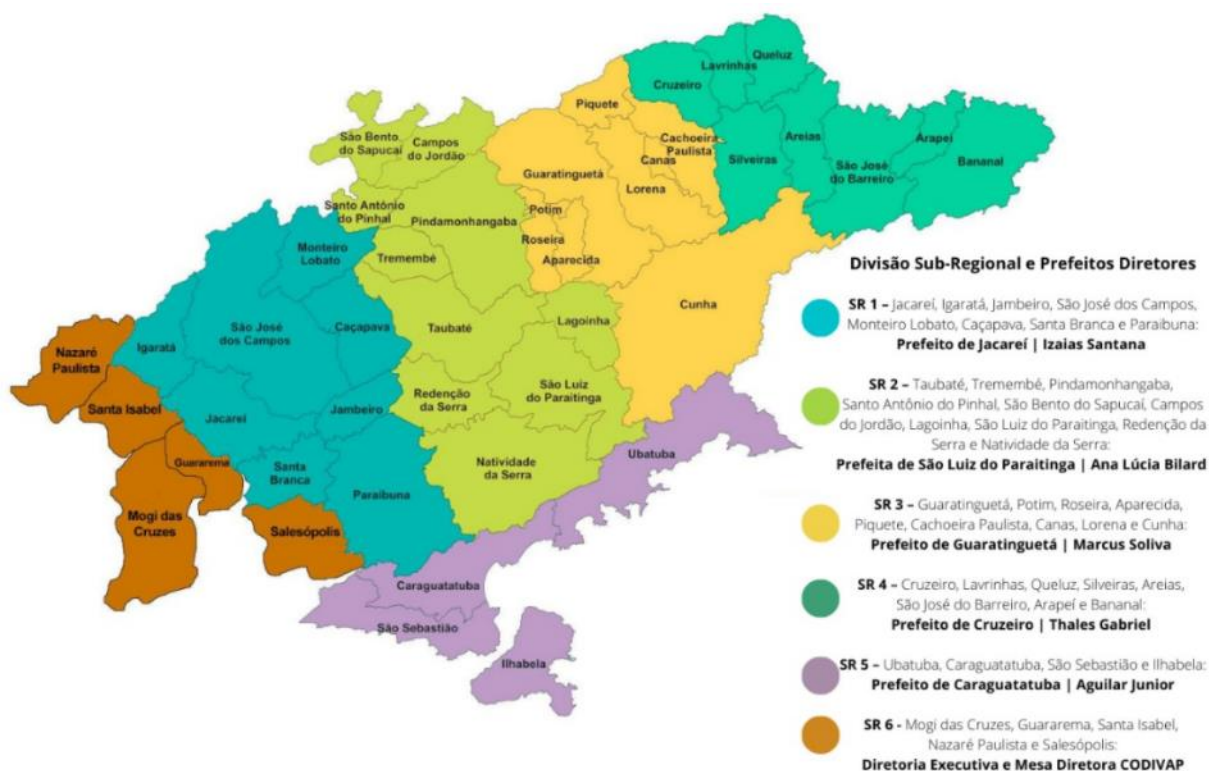 Queluz
Lavrinhas
Cruzeiro
Piquete
São Bento
do Sapucaí
Campos
do Jordão
Cachoeira
Paulista
Canas
Silveiras
Areias
Arapeí
Bananal
São José
do Barreiro
Guaratinguetá
Lorena
Santo Antônio
do Pinhal
Pindamonhangaba
Potim
Roseira
Aparecida
Monteiro
Lobato
Tremembé
Cunha
Lagoinha
Taubaté
Caçapava
São José
dos Campos
Igaratá
Nazaré
Paulista
Santa Isabel
Redenção
da Serra
São Luiz
do Paraitinga
Jacareí
Jambeiro
Ubatuba
Guararema
Santa
Branca
Natividade
da Serra
Paraibuna
Mogi das
Cruzes
Salesópolis
Caraguatatuba
São Sebastião
Ilhabela
Divisão Sub-Regional e Prefeitos Diretores
SR 1 – Jacareí, Igaratá, Jambeiro, São José dos Campos,
Monteiro Lobato, Caçapava, Santa Branca e Paraibuna:
Prefeito de Jacareí | Izaias Santana
SR 2 – Taubaté, Tremembé, Pindamonhangaba,
Santo Antônio do Pinhal, São Bento do Sapucaí, Campos
do Jordão, Lagoinha, São Luiz do Paraitinga, Redenção da
Serra e Natividade da Serra:
Prefeita de São Luiz do Paraitinga | Ana Lúcia Bilard
SR 3 – Guaratinguetá, Potim, Roseira, Aparecida,
Piquete, Cachoeira Paulista, Canas, Lorena e Cunha:
Prefeito de Guaratinguetá | Marcus Soliva
SR 4 – Cruzeiro, Lavrinhas, Queluz, Silveiras, Areias,
São José do Barreiro, Arapeí e Bananal:
Prefeito de Cruzeiro | Thales Gabriel
SR 5 – Ubatuba, Caraguatatuba, São Sebastião e Ilhabela:
Prefeito de Caraguatatuba | Aguilar Junior
SR 6 - Mogi das Cruzes, Guararema, Santa Isabel,
Nazaré Paulista e Salesópolis:
Diretoria Executiva e Mesa Diretora CODIVAP